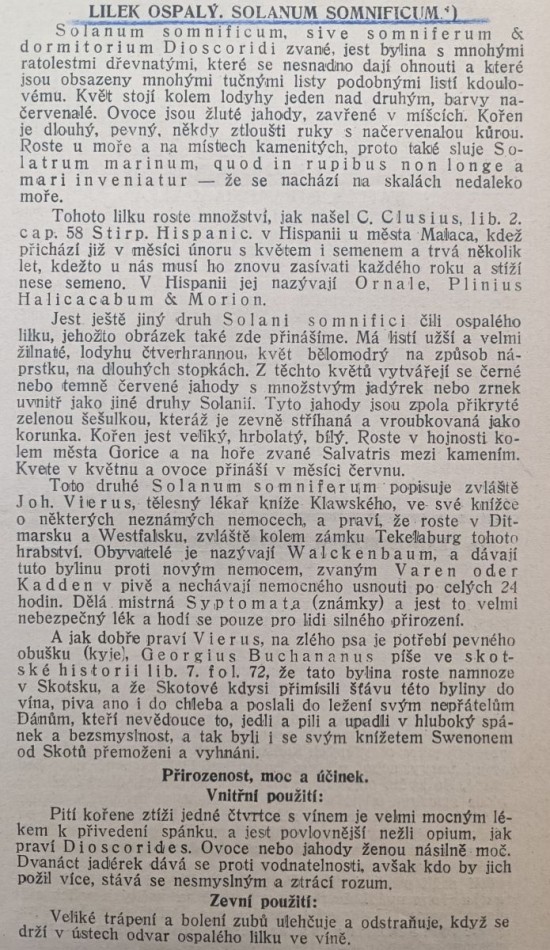 LILEK OSPALÝ. SOLANUM SOMNIFICUM.*)
Solanum somnificum, sive somniferum &
dormitorium Dioscoridi zvané, jest bylina s mnohými
ratolestmi dřevnatými, které se nesnadno dají ohnouti a které
jsou obsazeny mnohými tučnými listy podobnými listí kdoulo-
vému. Květ stojí kolem lodyhy jeden nad druhým, barvy na-
červenalé. Ovoce jsou žluté jahody, zavřené v míšcích. Kořen
je dlouhý, pevný, někdy ztloušti ruky s načervenalou kůrou.
Roste u moře a na místech kamenitých, proto také sluje So-
latrum marinum, quod in rupibus non longe a
mari inveniatur — že se nachází na skalách nedaleko
moře.
Tohoto lilku roste množství, jak našel C. Clusius, lib. 2.
cap. 58 Stirp. Hispanic. v Hispanii u města Malaca, kdež
přichází již v měsíci únoru s květem i semenem a trvá několik
let, kdežto u nás musí ho znovu zasívati každého roku a stíží
nese semeno. V Hispanii jej nazývají Ornale, Plinius
Halicacabum & Morion.
Jest ještě jiný druh Solani somnifici čili ospalého
lilku, jehožto obrázek také zde přinášíme. Má listí užší a velmi
žilnaté, lodyhu čtverhrannou, květ bělomodrý na způsob ná-
prstku, na dlouhých stopkách. Z těchto květů vytvářejí se černé
nebo temně červené jahody s množstvým jadýrek nebo zrnek
uvnitř jako jiné druhy Solanií. Tyto jahody jsou zpola přikryté
zelenou šešulkou, kteráž je zevně stříhaná a vroubkovaná jako
korunka. Kořen jest veliký, hrbolatý, bílý. Roste v hojnosti ko-
lem města Gorice a na hoře zvané Salvatris mezi kamením.
Kvete v květnu a ovoce přináší v měsíci červnu.
Toto druhé Solanum somniferum popisuje zvláště
Joh. Vierus, tělesný lékař kníže Klawského, ve své knížce
o některých neznámých nemocech, a praví, že roste v Dit-
marsku a Westfalsku, zvláště kolem zámku Tekellaburg tohoto
hrabství. Obyvatelé je nazývají Walckenbaum, a dávají
tuto bylinu proti novým nemocem, zvaným Varen oder
Kadden v pivě a nechávají nemocného usnouti po celých 24
hodin. Dělá mistrná Syptomata (známky) a jest to velmi
nebezpečný lék a hodí se pouze pro lidi silného přirození.
A jak dobře praví Vierus, na zlého psa je potřebí pevného
obušku (kyje), Georgius Buchananus píše ve skot-
ské historii lib. 7. fol. 72, že tato bylina roste namnoze
v Skotsku, a že Skotové kdysi přimísili šťávu této byliny do
vína, piva ano i do chleba a poslali do ležení svým nepřátelům
Dánům, kteří nevědouce to, jedli a pili a upadli v hluboký spá-
nek a bezsmyslnost, a tak byli i se svým knížetem Swenonem
od Skotů přemoženi a vyhnáni.
Přirozenost, moc a účinek.
Vnitřní použití:
Pití kořene ztíži jedné čtvrtce s vínem je velmi mocným lé-
kem k přivedení spánku, a jest povlovnější nežli opium, jak
praví Dioscorides. Ovoce nebo jahody ženou násilně moč.
Dvanáct jadérek dává se proti vodnatelnosti, avšak kdo by jich
požil více, stává se nesmyslným a ztrácí rozum.
Zevní použití:
Veliké trápení a bolení zubů ulehčuje a odstraňuje, když se
drží v ústech odvar ospalého lilku ve víně.